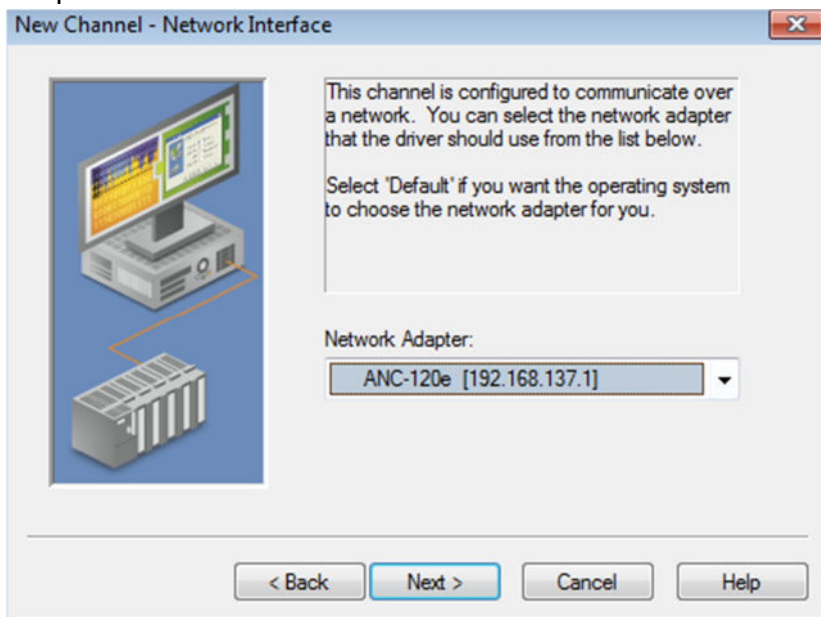 New Channel - Network Interface
This channel is configured to communicate over
a network. You can select the network adapter
that the driver should use from the list below.
Select 'Default' if you want the operating system
to choose the network adapter for you.
Network Adapter:
ANC-120e [192.168.137.1]
< Back
Next >
Cancel
Help